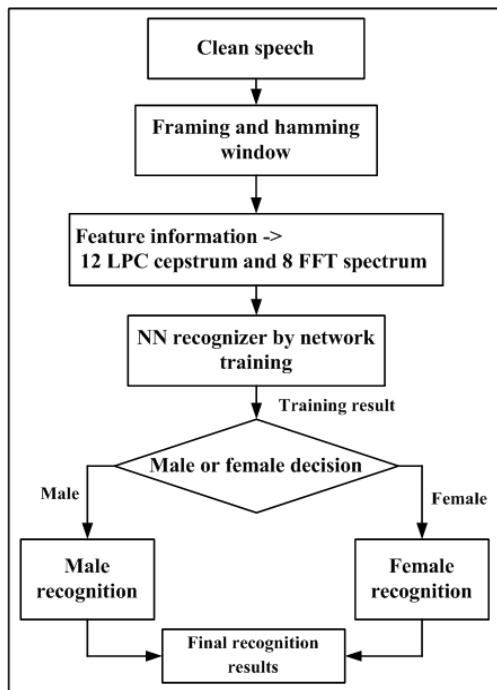 Clean speech
Framing and hamming
window
Feature information ->
12 LPC cepstrum and 8 FFT spectrum
NN recognizer by network
training
Training result
Male or female decision
Male
Female
Male
recognition
Female
recognition
Final recognition
results